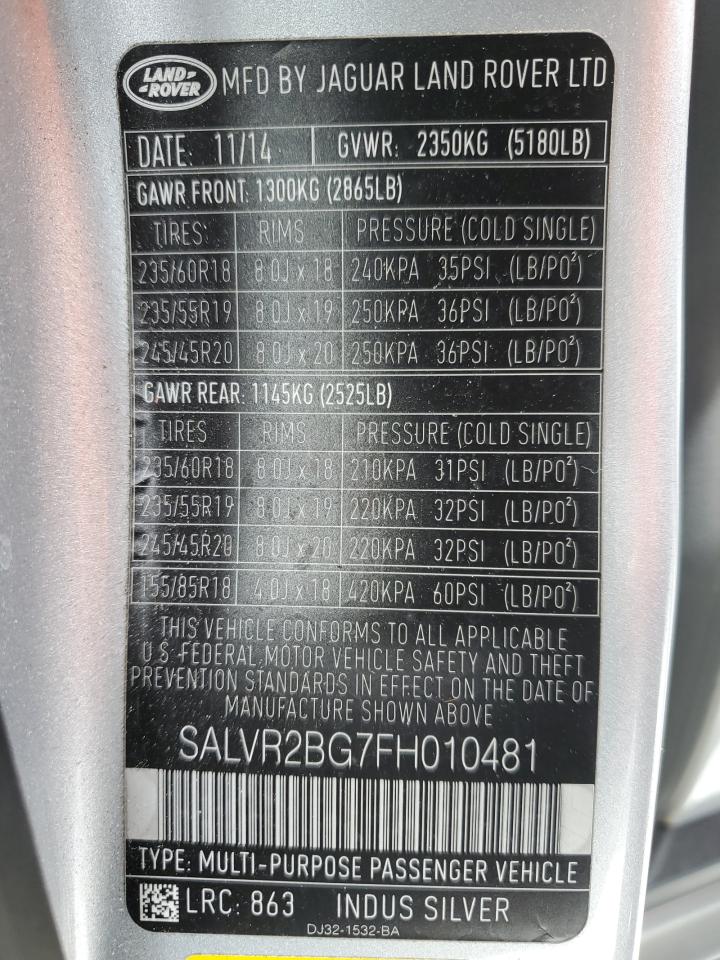 LAND ROVER MFD BY JAGUAR LAND ROVER LTD
DATE: 11/14 GVWR: 2350KG (5180LB)
GAWR FRONT: 1300KG (2865LB)
TIRES RIMS PRESSURE (COLD SINGLE)
235/60R18 8.0J x 18 240KPA 35PSI (LB/PO²)
235/55R19 8.0J x 19 250KPA 36PSI (LB/PO²)
245/45R20 8.0J x 20 250KPA 36PSI (LB/PO²)
GAWR REAR: 1145KG (2525LB)
TIRES RIMS PRESSURE (COLD SINGLE)
235/60R18 8.0J x 18 210KPA 31PSI (LB/PO²)
235/55R19 8.0J x 19 220KPA 32PSI (LB/PO²)
245/45R20 8.0J x 20 220KPA 32PSI (LB/PO²)
155/85R18 4.0J x 18 420KPA 60PSI (LB/PO²)
THIS VEHICLE CONFORMS TO ALL APPLICABLE
U.S. FEDERAL MOTOR VEHICLE SAFETY AND THEFT
PREVENTION STANDARDS IN EFFECT ON THE DATE OF
MANUFACTURE SHOWN ABOVE
SALVR2BG7FH010481
TYPE: MULTI-PURPOSE PASSENGER VEHICLE
LRC: 863 INDUS SILVER
DJ32-1532-BA